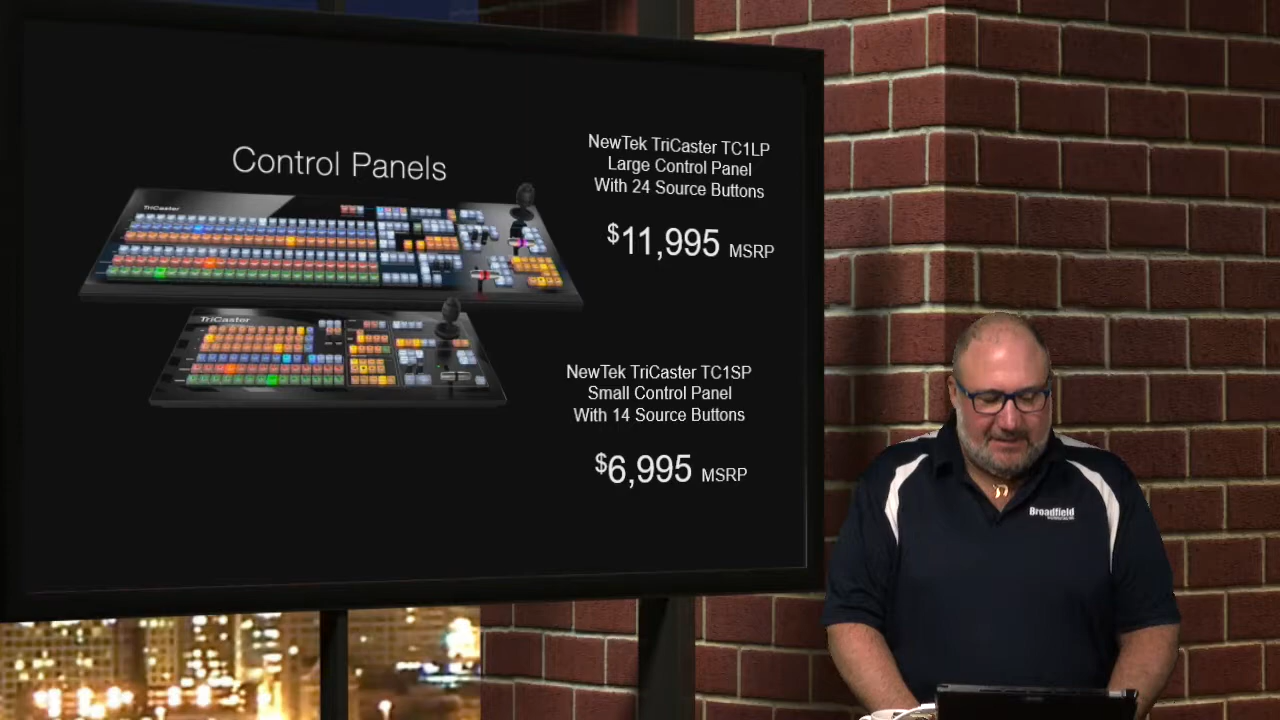 Control Panels
NewTek TriCaster TC1LP
Large Control Panel
With 24 Source Buttons
$11,995 MSRP
TriCaster
TriCaster
NewTek TriCaster TC1SP
Small Control Panel
With 14 Source Buttons
$6,995 MSRP
Broadfield